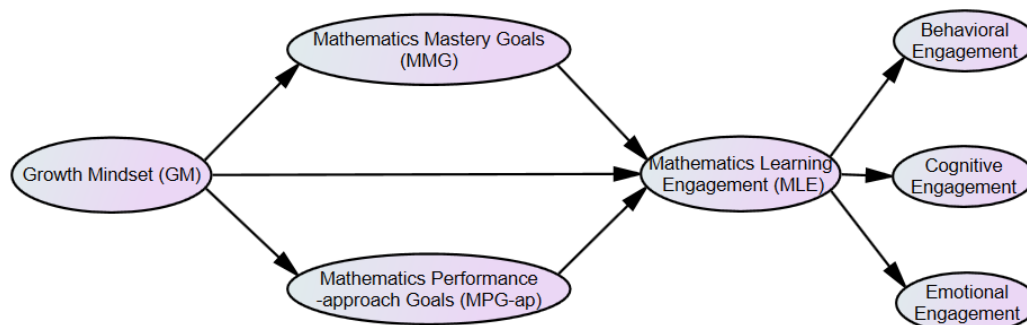 Mathematics Mastery Goals
(MMG)
Behavioral
Engagement
Growth Mindset (GM)
Mathematics Learning
Engagement (MLE)
Cognitive
Engagement
Mathematics Performance
-approach Goals (MPG-ap)
Emotional
Engagement